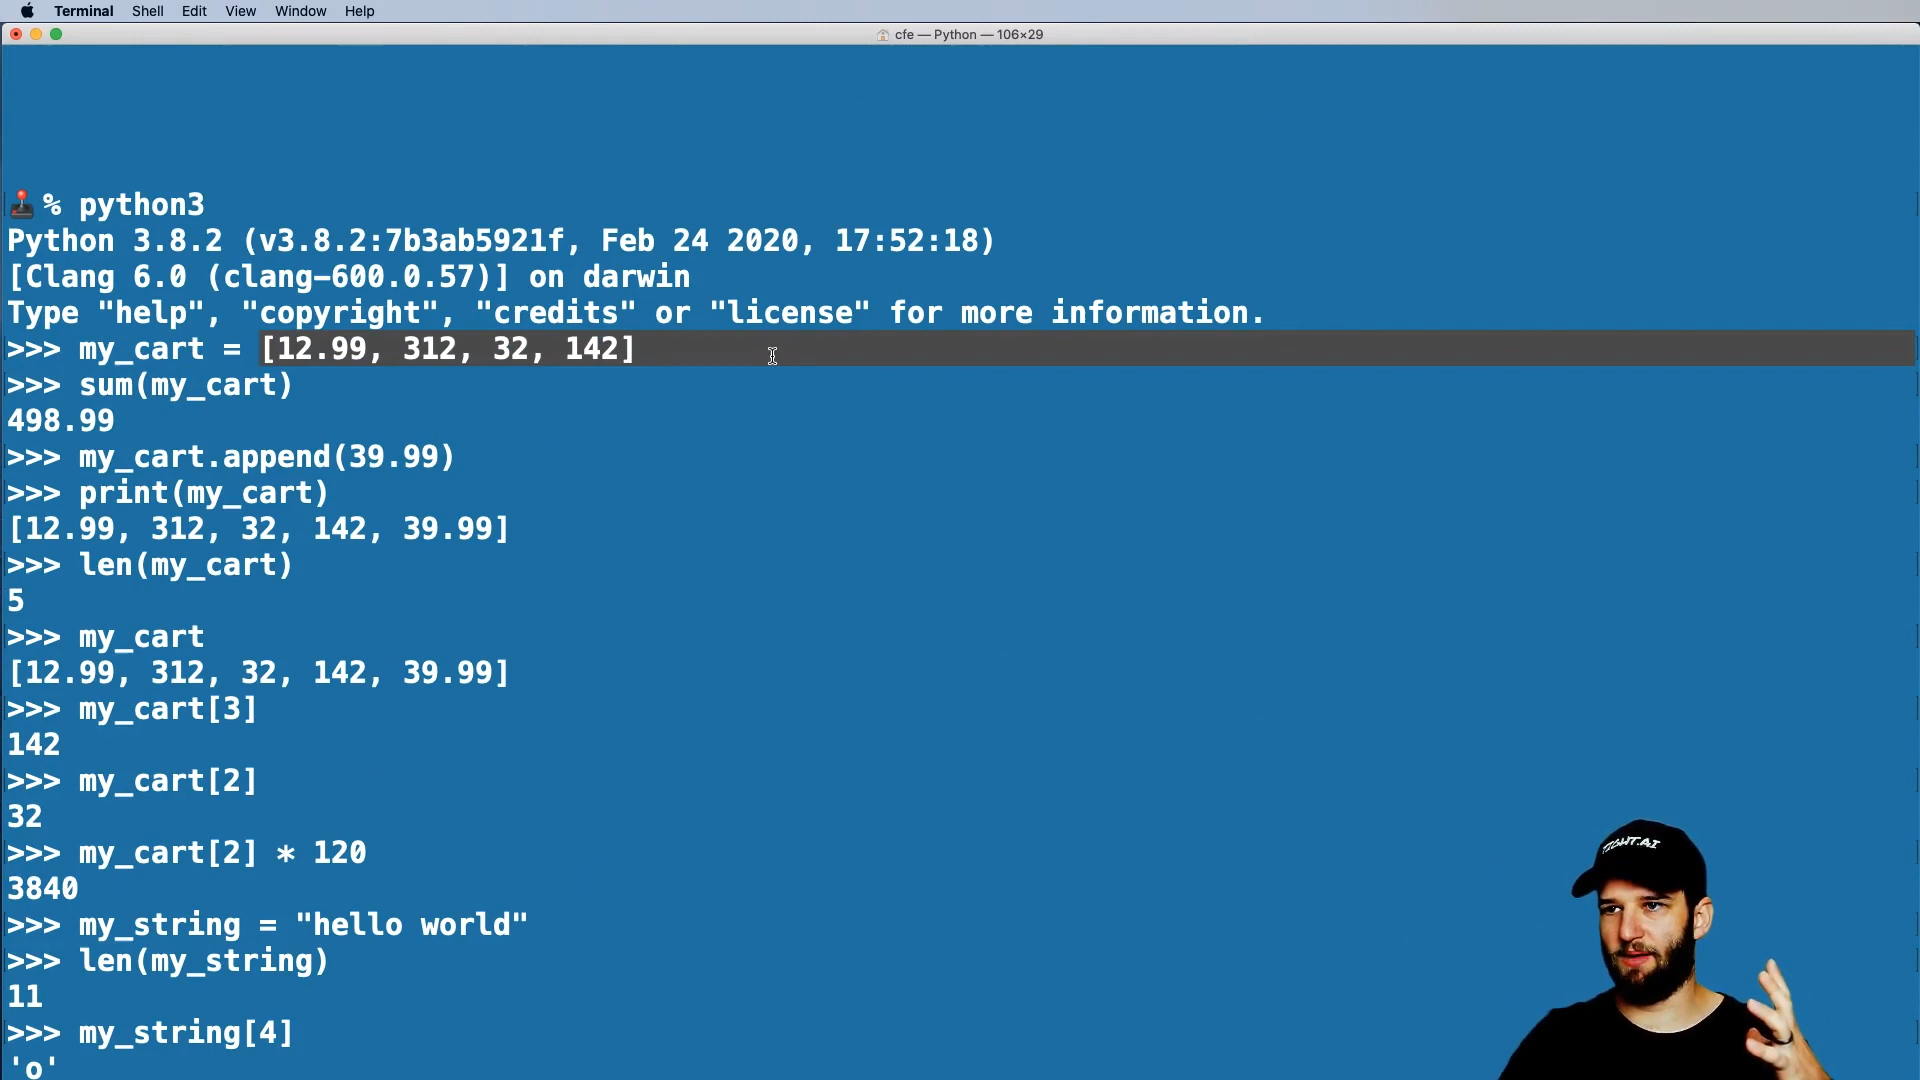 Terminal Shell Edit View Window Help
cfe — Python — 106×29
% python3
Python 3.8.2 (v3.8.2:7b3ab5921f, Feb 24 2020, 17:52:18)
[Clang 6.0 (clang-600.0.57)] on darwin
Type "help", "copyright", "credits" or "license" for more information.
>>> my_cart = [12.99, 312, 32, 142]
>>> sum(my_cart)
498.99
>>> my_cart.append(39.99)
>>> print(my_cart)
[12.99, 312, 32, 142, 39.99]
>>> len(my_cart)
5
>>> my_cart
[12.99, 312, 32, 142, 39.99]
>>> my_cart[3]
142
>>> my_cart[2]
32
>>> my_cart[2] * 120
3840
>>> my_string = "hello world"
>>> len(my_string)
11
>>> my_string[4]
'o'